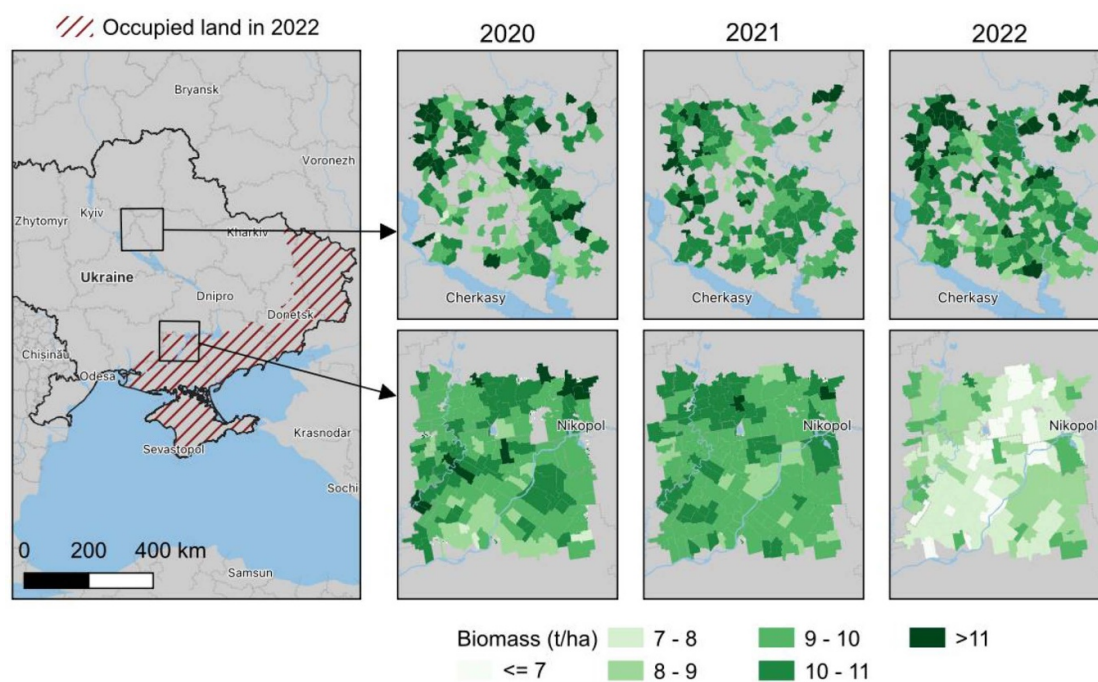 Occupied land in 2022
2020
2021
2022
Bryansk
Voronezh
Zhytomyr
Kyiv
Kharkiv
Ukraine
Dnipro
Donetsk
Chișinău
Odesa
Krasnodar
Sevastopol
Sochi
0 200 400 km
Samsun
Cherkasy
Cherkasy
Cherkasy
Nikopol
Nikopol
Nikopol
Biomass (t/ha)
<= 7
7 - 8
8 - 9
9 - 10
10 - 11
>11